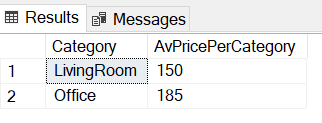 Results Messages
Category AvPricePerCategory
1 LivingRoom 150
2 Office 185